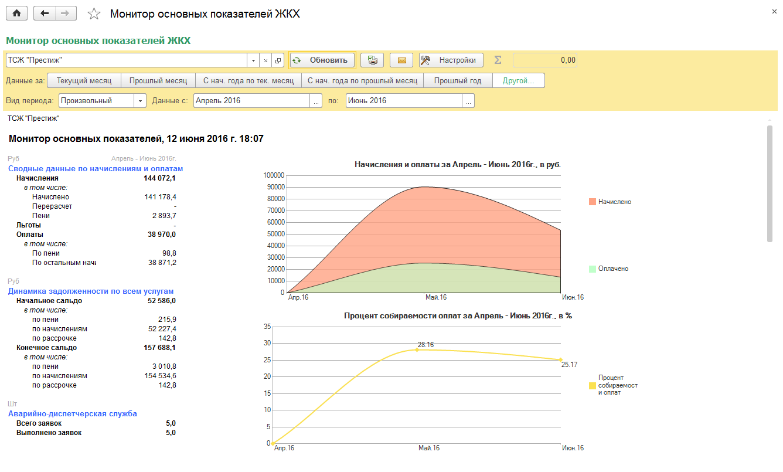 Монитор основных показателей ЖКХ
Монитор основных показателей ЖКХ
ТСЖ "Престиж" Обновить Настройки Σ 0,00
Данные за: Текущий месяц Прошлый месяц С нач. года по тек. месяц С нач. года по прошлый месяц Прошлый год Другой
Вид периода: Произвольный Данные с: Апрель 2016 ... по: Июнь 2016 ...
ТСЖ "Престиж"
Монитор основных показателей, 12 июня 2016 г. 18:07
Руб Апрель - Июнь 2016г.
Сводные данные по начислениям и оплатам
Начисления 144 072,1
в том числе:
Начислено 141 178,4
Перерасчет -
Пени 2 893,7
Льготы -
Оплаты 38 970,0
в том числе:
По пени 98,8
По остальным начи 38 871,2
Руб
Динамика задолженности по всем услугам
Начальное сальдо 52 586,0
в том числе:
по пени 215,9
по начислениям 52 227,4
по рассрочке 142,8
Конечное сальдо 157 688,1
в том числе:
по пени 3 010,8
по начислениям 154 534,6
по рассрочке 142,8
Шт
Аварийно-диспетчерская служба
Всего заявок 5,0
Выполнено заявок 5,0
Начисления и оплаты за Апрель - Июнь 2016г., в руб.
100000
90000
80000
70000
60000
50000
40000
30000
20000
10000
0
Апр.16 Май.16 Июн.16
Начислено
Оплачено
Процент собираемости оплат за Апрель - Июнь 2016г., в %
35
30
25
20
15
10
5
0
28.16
25.17
Апр.16 Май.16 Июн.16
Процент
собираемост
и оплат